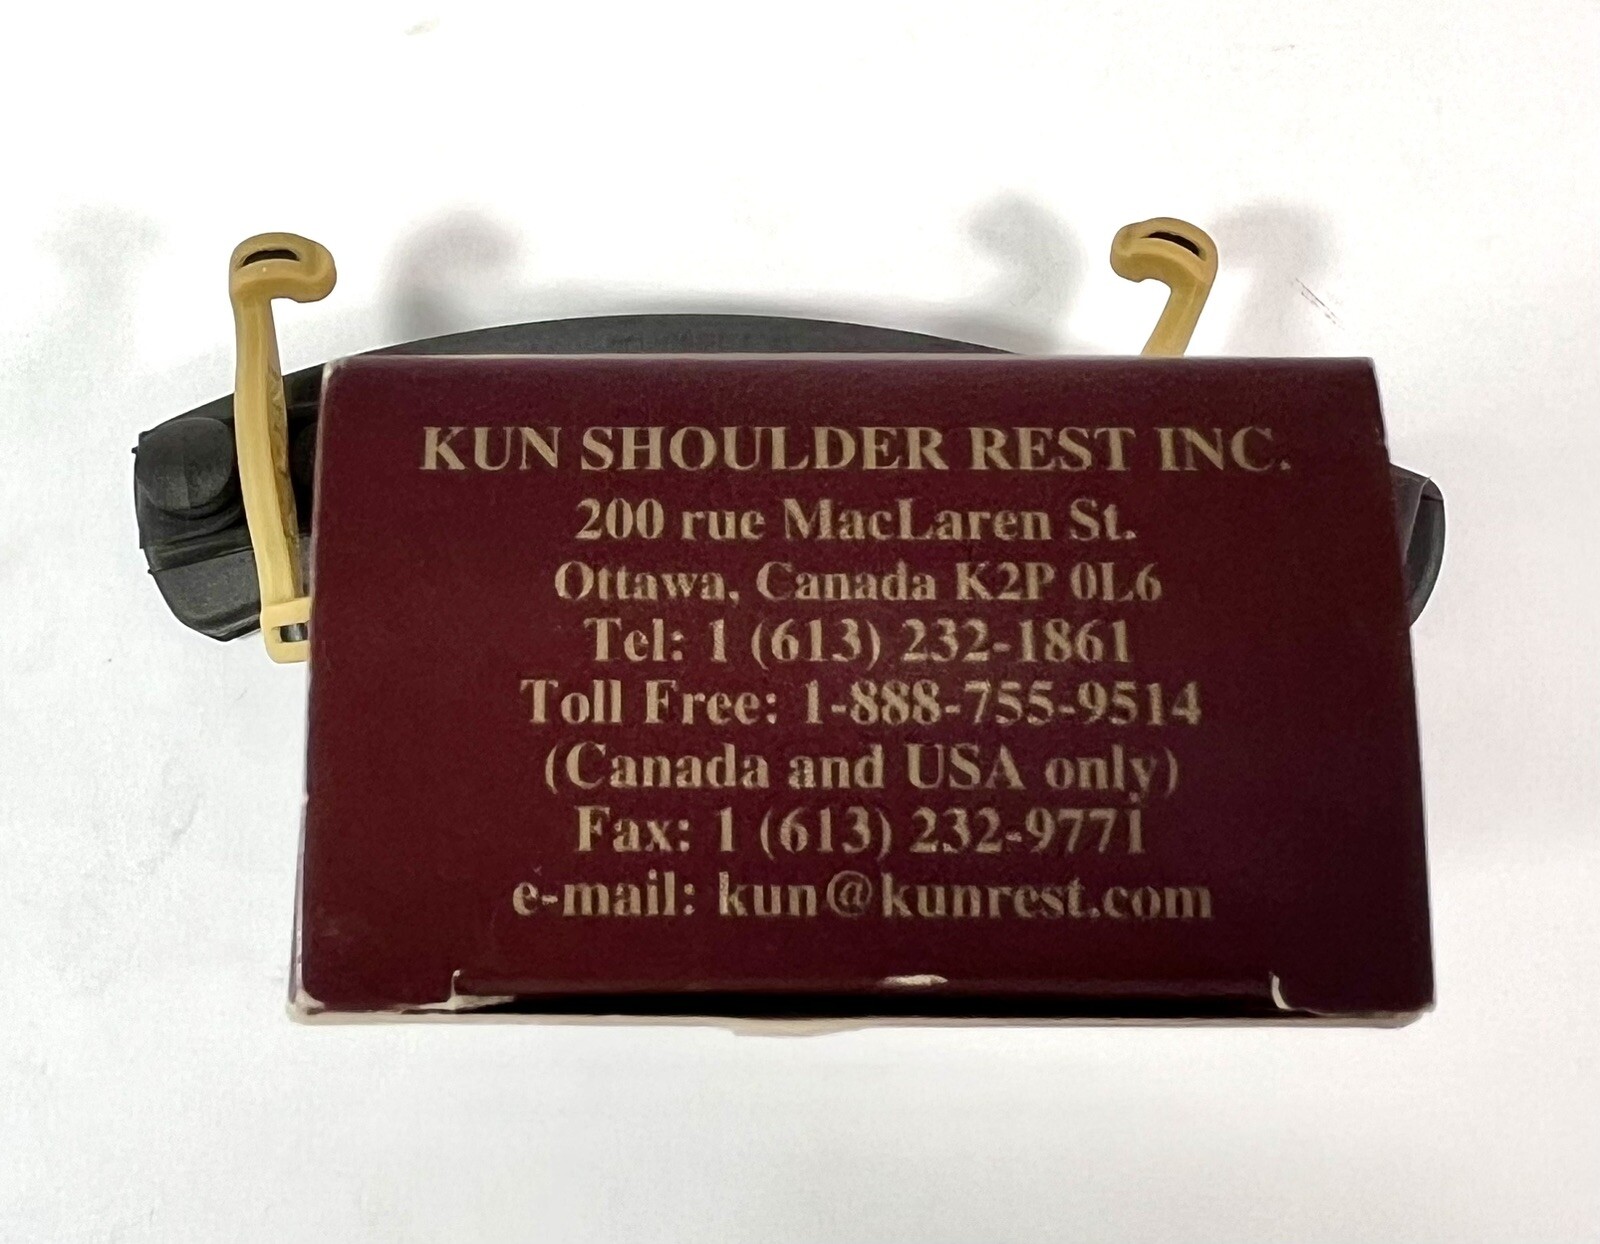 KUN SHOULDER REST INC.
200 rue MacLaren St.
Ottawa, Canada K2P 0L6
Tel: 1 (613) 232-1861
Toll Free: 1-888-755-9514
(Canada and USA only)
Fax: 1 (613) 232-9771
e-mail: kun@kunrest.com